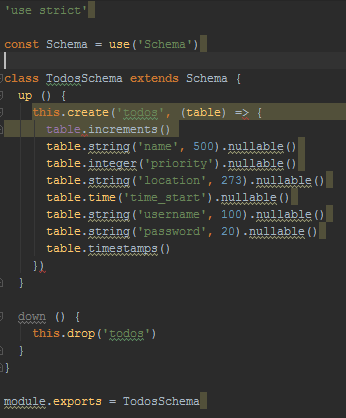 'use strict'
const Schema = use('Schema')
class TodosSchema extends Schema {
up () {
this.create('todos', (table) => {
table.increments()
table.string('name', 500).nullable()
table.integer('priority').nullable()
table.string('location', 273).nullable()
table.time('time_start').nullable()
table.string('username', 100).nullable()
table.string('password', 20).nullable()
table.timestamps()
})
}
down () {
this.drop('todos')
}
}
module.exports = TodosSchema